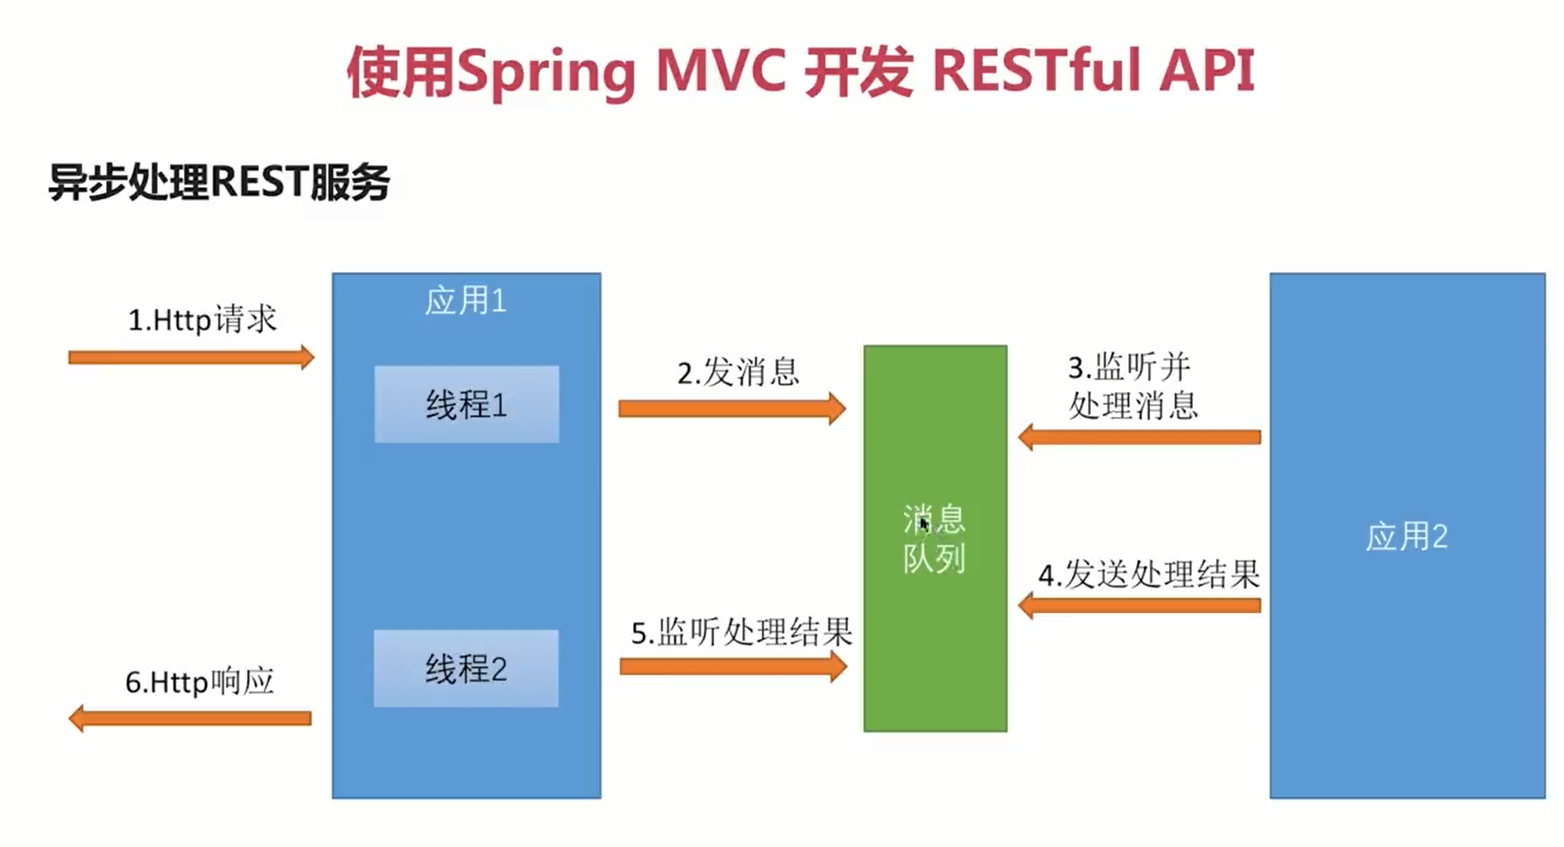 使用Spring MVC 开发 RESTful API
异步处理REST服务
1.Http请求
应用1
线程1
2.发消息
3.监听并
处理消息
消息
队列
应用2
4.发送处理结果
5.监听处理结果
线程2
6.Http响应